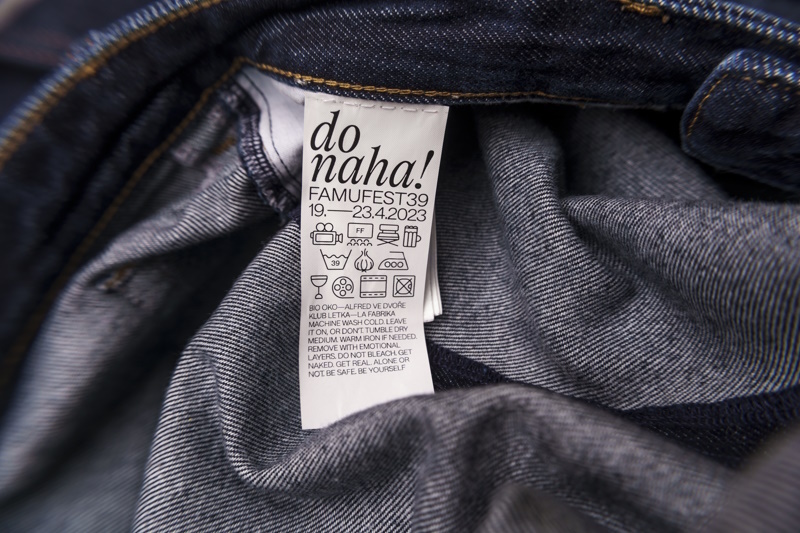 do
naha!
FAMUFEST39
19.—23.4.2023
FF
39
BIO OKO—ALFRED VE DVOŘE
KLUB LETKA—LA FABRIKA
MACHINE WASH COLD. LEAVE
IT ON, OR DON'T. TUMBLE DRY
MEDIUM. WARM IRON IF NEEDED.
REMOVE WITH EMOTIONAL
LAYERS. DO NOT BLEACH. GET
NAKED. GET REAL. ALONE OR
NOT, BE SAFE. BE YOURSELF